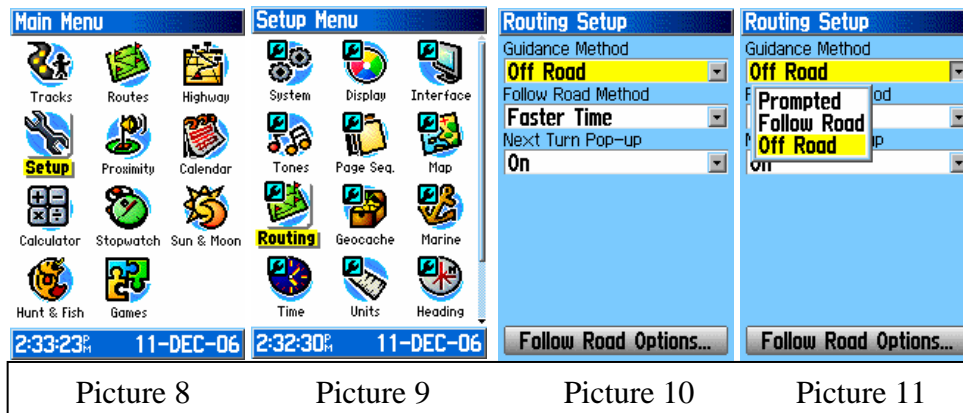 Main Menu
Tracks Routes Highway
Setup Proximity Calendar
Calculator Stopwatch Sun & Moon
Hunt & Fish Games
2:33:23PM 11-DEC-06
Setup Menu
System Display Interface
Tones Page Seq. Map
Routing Geocache Marine
Time Units Heading
2:32:30PM 11-DEC-06
Routing Setup
Guidance Method
Off Road
Follow Road Method
Faster Time
Next Turn Pop-up
On
Follow Road Options...
Routing Setup
Guidance Method
Off Road
Prompted
Follow Road
Off Road
On
Follow Road Options...
Picture 8 Picture 9 Picture 10 Picture 11